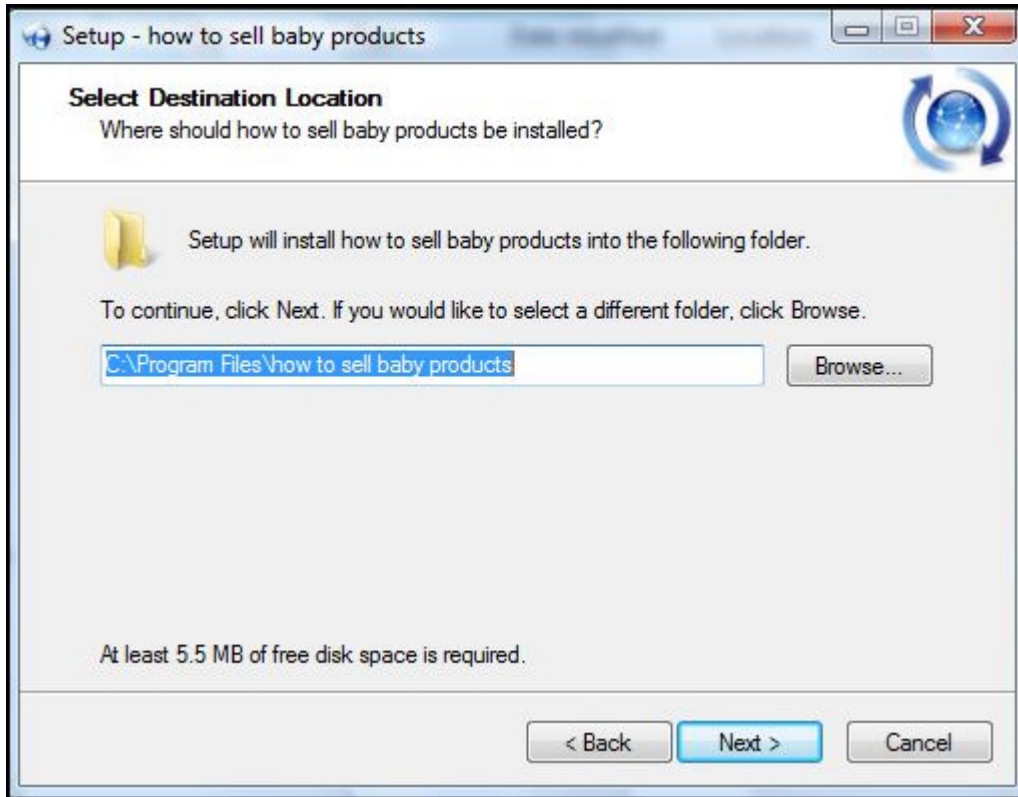 Setup - how to sell baby products
Select Destination Location
Where should how to sell baby products be installed?
Setup will install how to sell baby products into the following folder.
To continue, click Next. If you would like to select a different folder, click Browse.
C:\Program Files\how to sell baby products
Browse...
At least 5.5 MB of free disk space is required.
< Back
Next >
Cancel